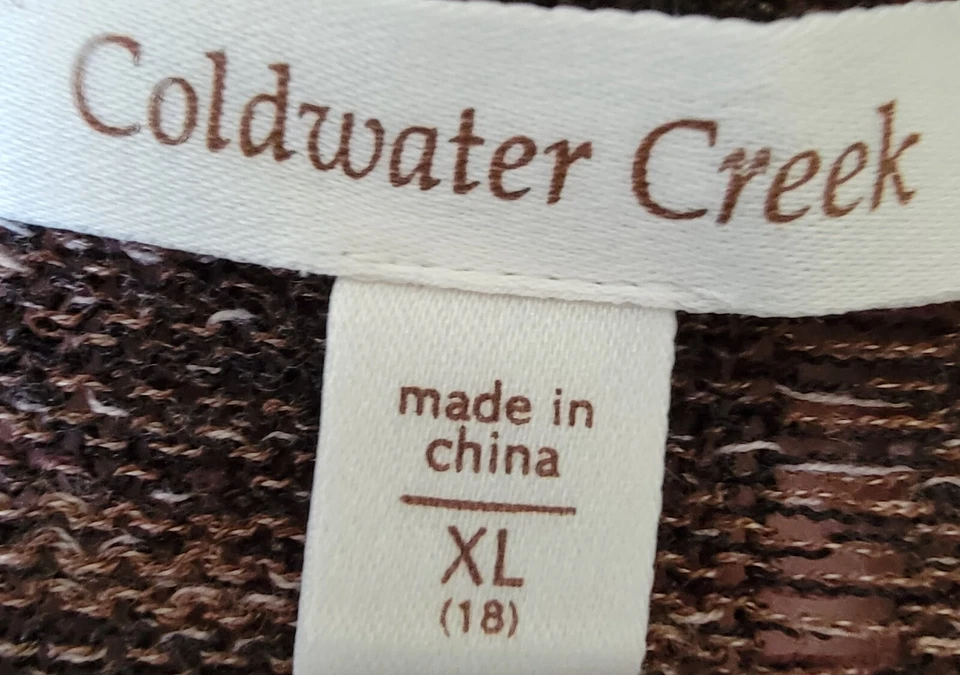 Coldwater Creek
made in
china
XL
(18)